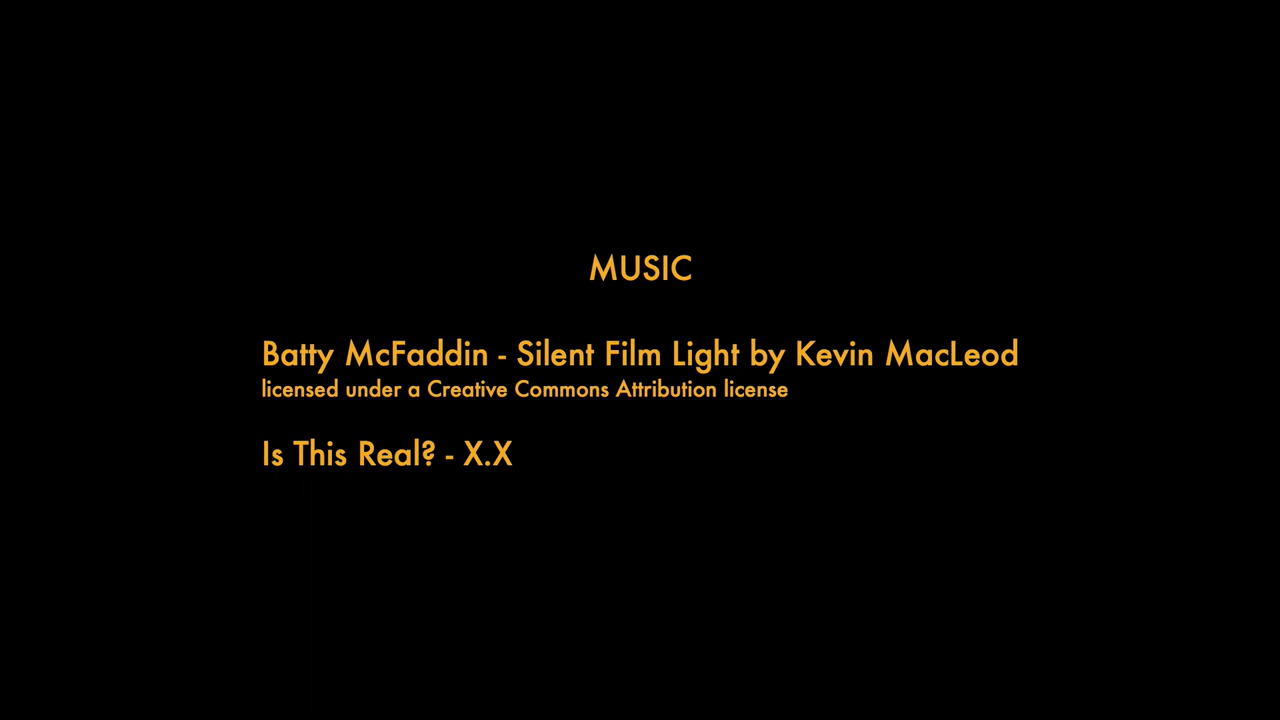 MUSIC
Batty McFaddin - Silent Film Light by Kevin MacLeod
licensed under a Creative Commons Attribution license
Is This Real? - X.X